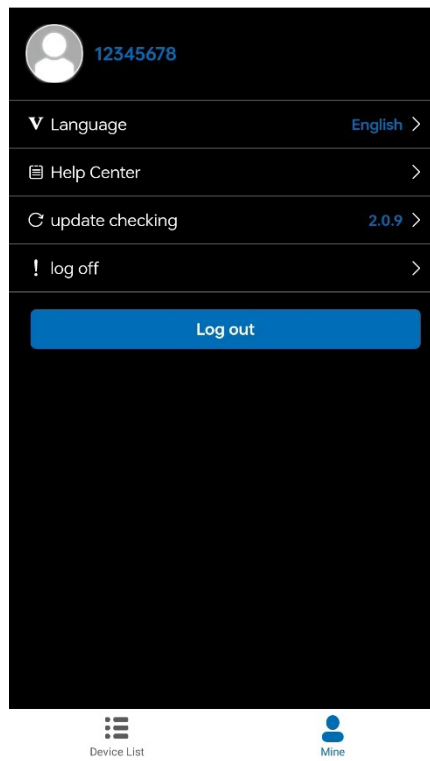 12345678
Language English
Help Center
update checking 2.0.9
log off
Log out
Device List Mine